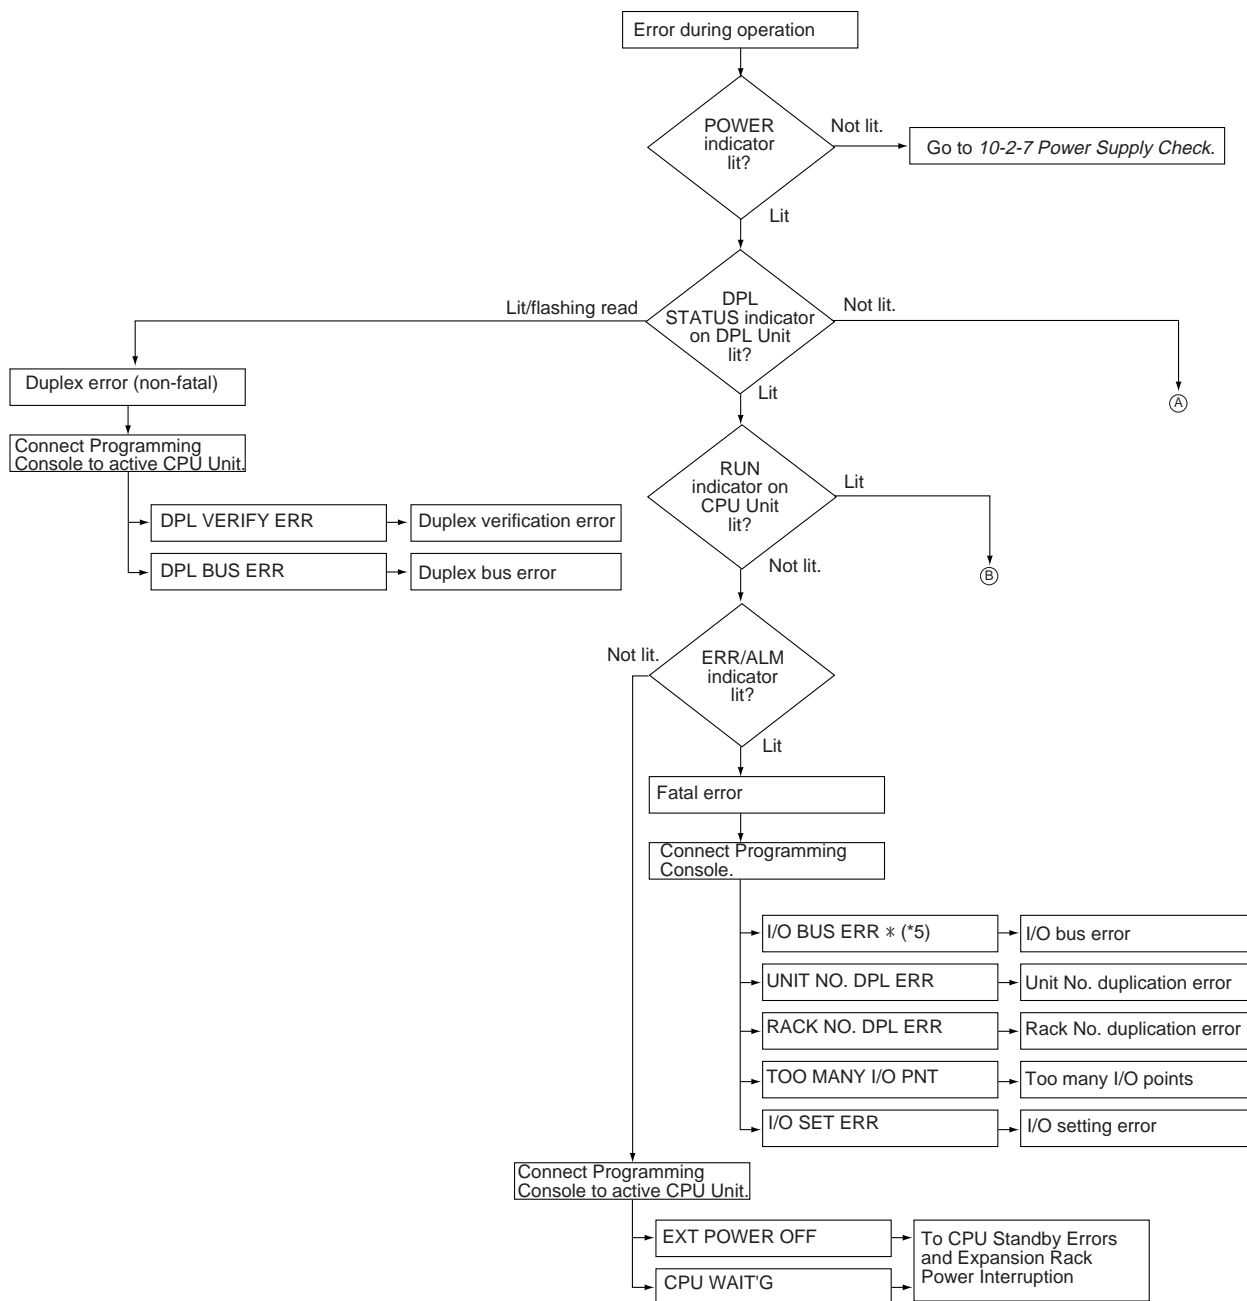 Error during operation
POWER
indicator
lit?
Not lit.
Go to 10-2-7 Power Supply Check.
Lit
DPL
STATUS indicator
on DPL Unit
lit?
Lit/flashing read
Not lit.
Duplex error (non-fatal)
Lit
A
Connect Programming
Console to active CPU Unit.
RUN
indicator on
CPU Unit
lit?
Lit
DPL VERIFY ERR
Duplex verification error
DPL BUS ERR
Duplex bus error
Not lit.
B
ERR/ALM
indicator
lit?
Not lit.
Lit
Fatal error
Connect Programming
Console.
I/O BUS ERR * (*5)
I/O bus error
UNIT NO. DPL ERR
Unit No. duplication error
RACK NO. DPL ERR
Rack No. duplication error
TOO MANY I/O PNT
Too many I/O points
I/O SET ERR
I/O setting error
Connect Programming
Console to active CPU Unit.
EXT POWER OFF
CPU WAIT'G
To CPU Standby Errors
and Expansion Rack
Power Interruption